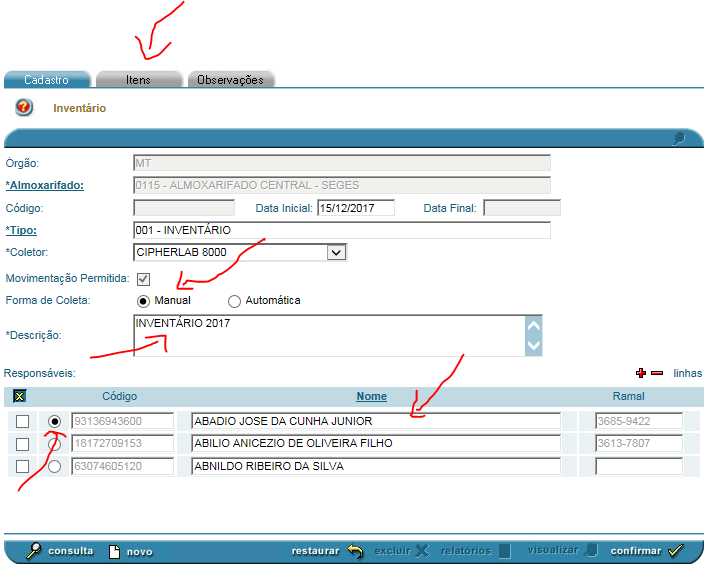 Cadastro Itens Observações
Inventário
Órgão: MT
*Almoxarifado: 0115 - ALMOXARIFADO CENTRAL - SEGES
Código: Data Inicial: 15/12/2017 Data Final:
*Tipo: 001 - INVENTÁRIO
*Coletor: CIPHERLAB 8000
Movimentação Permitida:
Forma de Coleta: Manual Automática
*Descrição: INVENTÁRIO 2017
Responsáveis: linhas
Código Nome Ramal
93136943600 ABADIO JOSE DA CUNHA JUNIOR 3685-9422
18172709153 ABILIO ANICEZIO DE OLIVEIRA FILHO 3613-7807
63074605120 ABNILDO RIBEIRO DA SILVA
consulta novo restaurar excluir relatórios visualizar confirmar